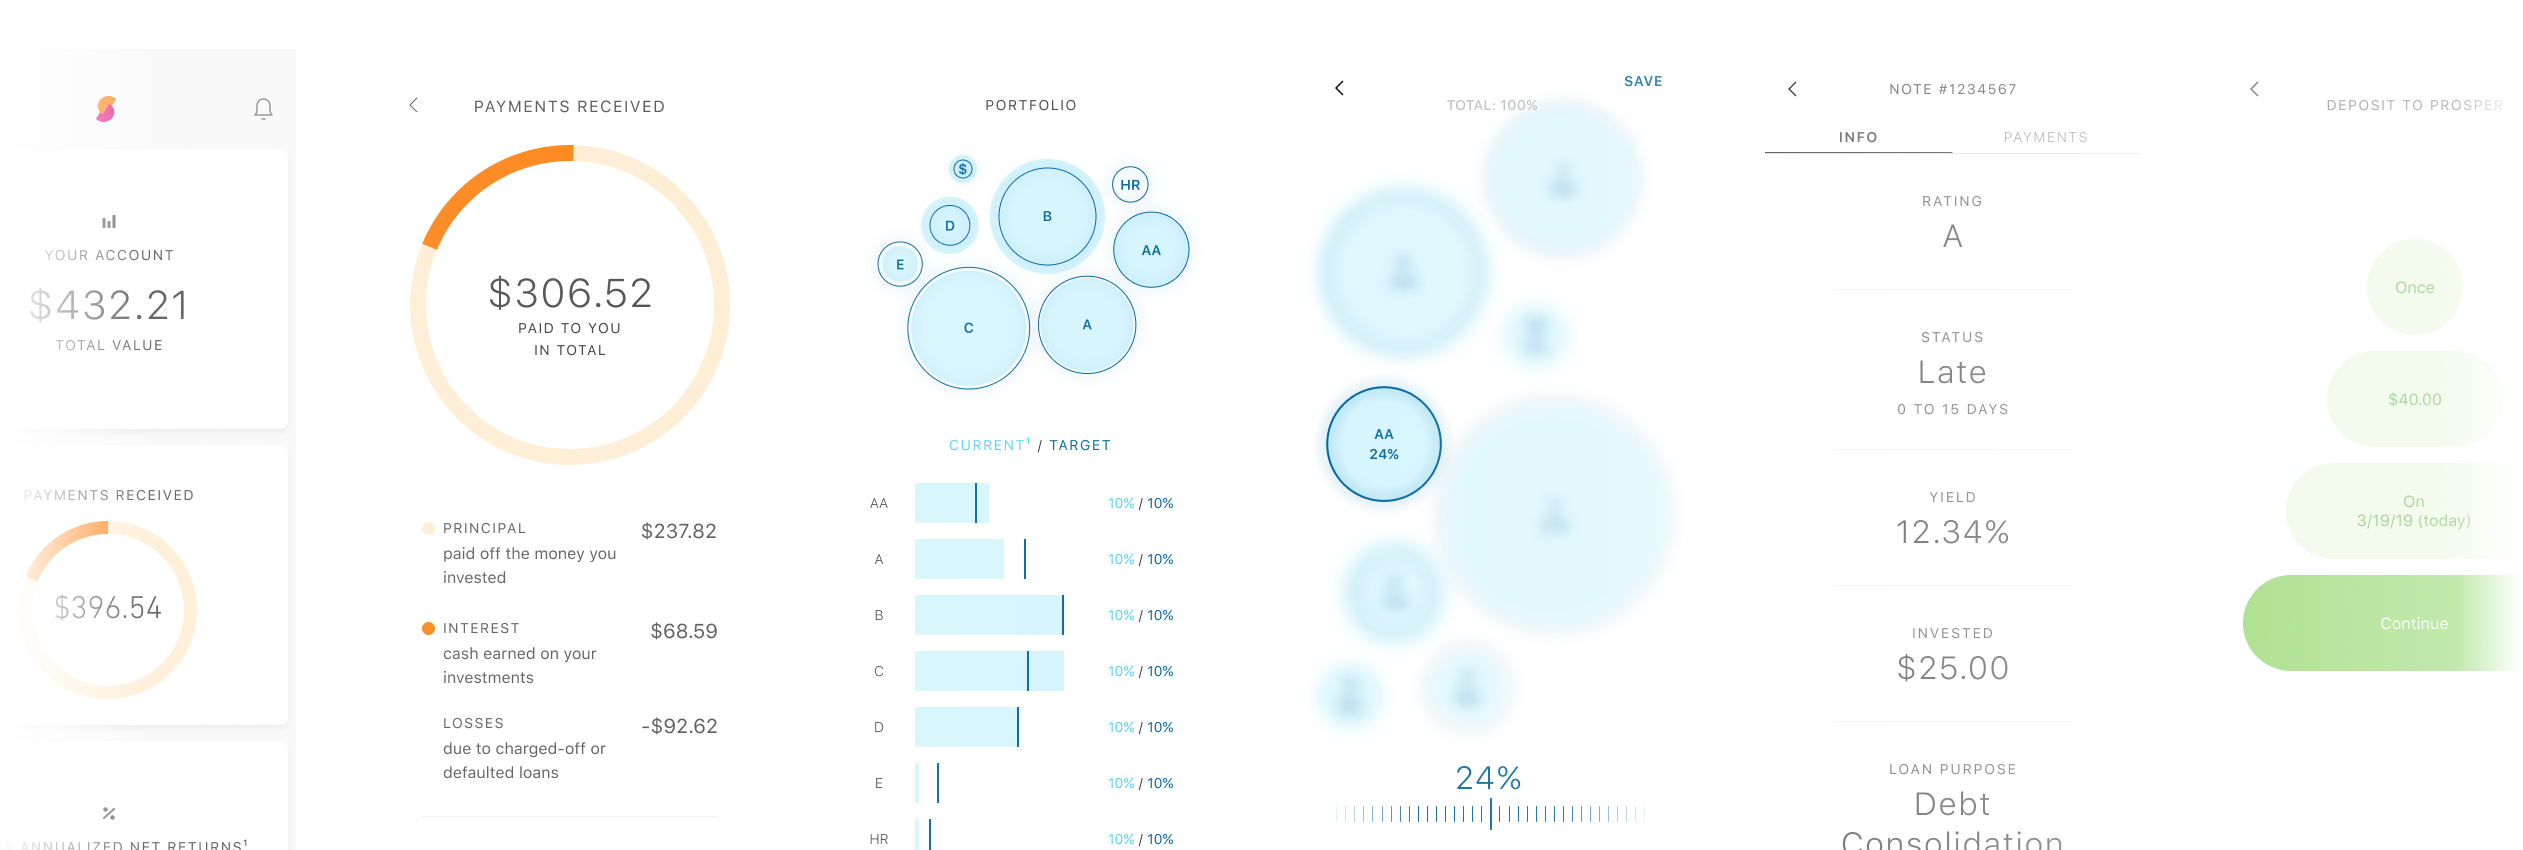 YOUR ACCOUNT
$432.21
TOTAL VALUE
PAYMENTS RECEIVED
$396.54
R ANNUALIZED NET RETURNS¹
PAYMENTS RECEIVED
$306.52
PAID TO YOU
IN TOTAL
PRINCIPAL $237.82
paid off the money you
invested
INTEREST $68.59
cash earned on your
investments
LOSSES -$92.62
due to charged-off or
defaulted loans
PORTFOLIO
$
B
HR
D
AA
E
C
A
CURRENT¹ / TARGET
AA 10% / 10%
A 10% / 10%
B 10% / 10%
C 10% / 10%
D 10% / 10%
E 10% / 10%
HR 10% / 10%
SAVE
TOTAL: 100%
AA
24%
24%
NOTE #1234567
INFO PAYMENTS
RATING
A
STATUS
Late
0 TO 15 DAYS
YIELD
12.34%
INVESTED
$25.00
LOAN PURPOSE
Debt
Consolidation
DEPOSIT TO PROSPER
Once
$40.00
On
3/19/19 (today)
Continue